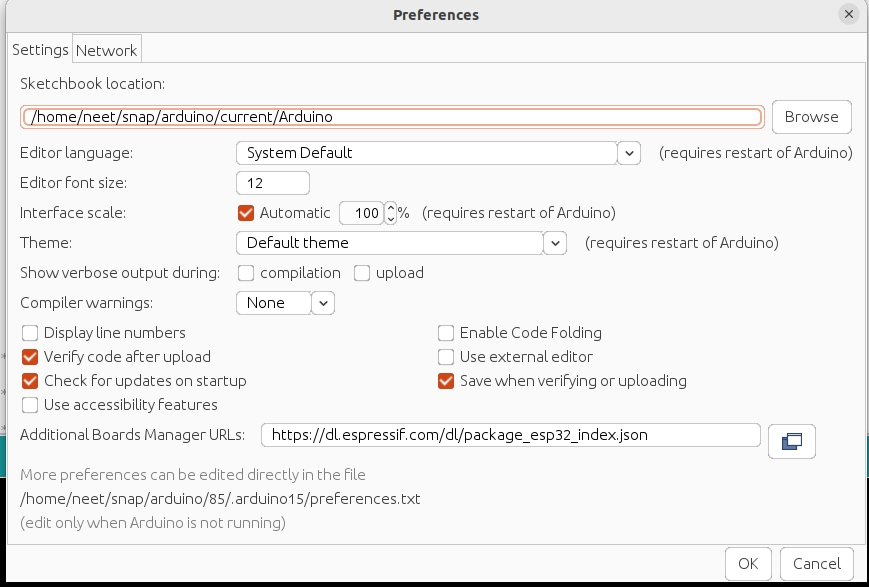 Preferences
Settings Network
Sketchbook location:
/home/neet/snap/arduino/current/Arduino Browse
Editor language: System Default (requires restart of Arduino)
Editor font size: 12
Interface scale: Automatic 100 % (requires restart of Arduino)
Theme: Default theme (requires restart of Arduino)
Show verbose output during: compilation upload
Compiler warnings: None
Display line numbers Enable Code Folding
Verify code after upload Use external editor
Check for updates on startup Save when verifying or uploading
Use accessibility features
Additional Boards Manager URLs: https://dl.espressif.com/dl/package_esp32_index.json
More preferences can be edited directly in the file
/home/neet/snap/arduino/85/.arduino15/preferences.txt
(edit only when Arduino is not running)
OK Cancel